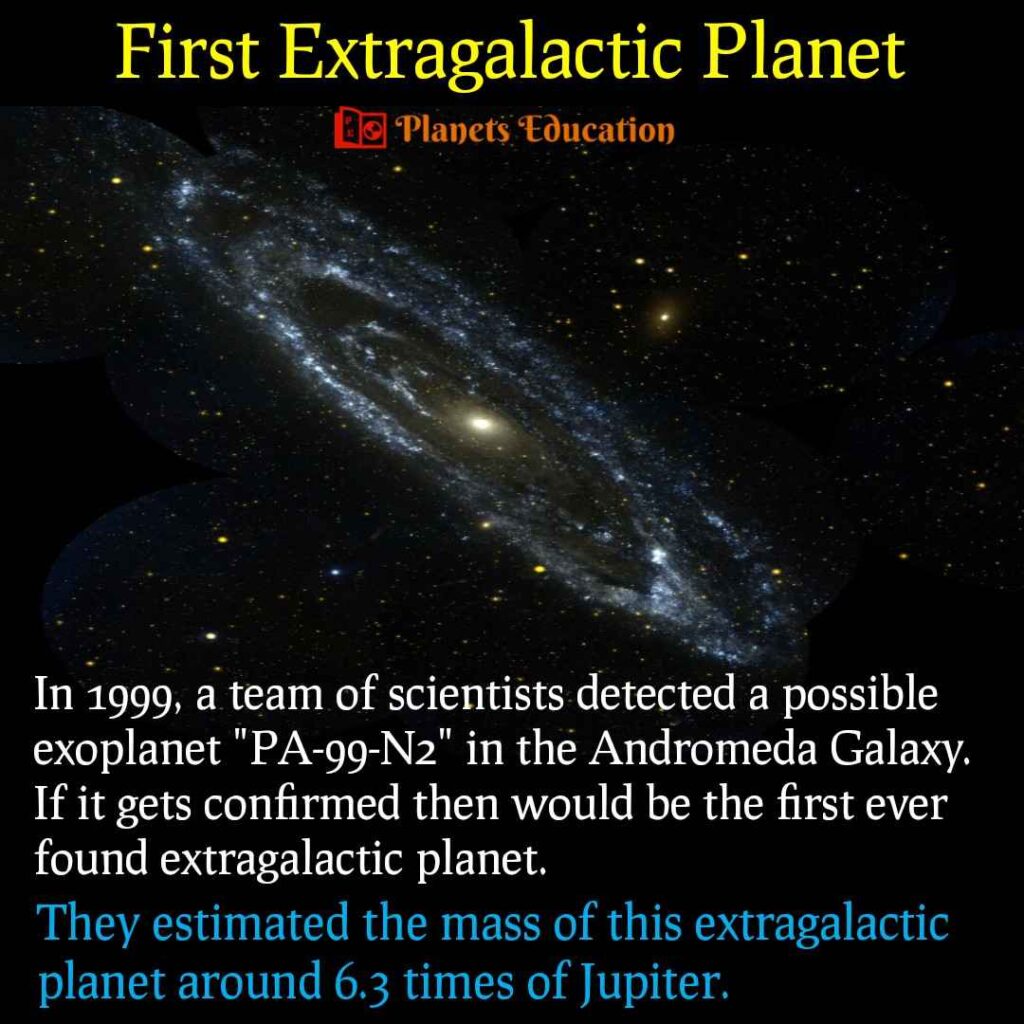 First Extragalactic Planet
Planets Education
In 1999, a team of scientists detected a possible
exoplanet "PA-99-N2" in the Andromeda Galaxy.
If it gets confirmed then would be the first ever
found extragalactic planet.
They estimated the mass of this extragalactic
planet around 6.3 times of Jupiter.